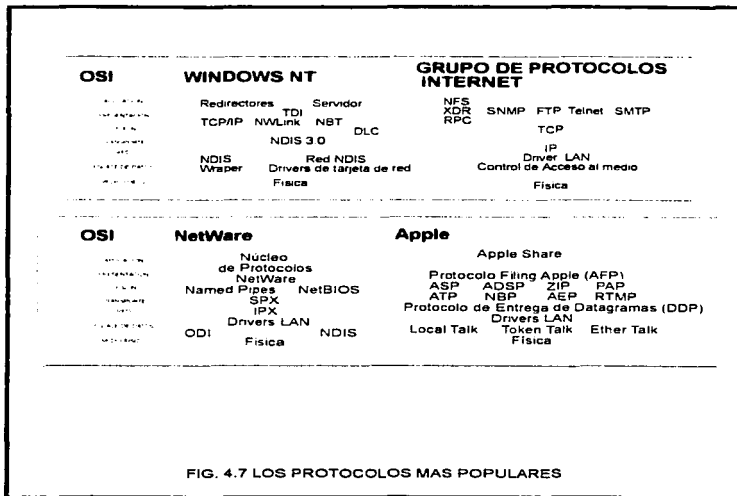 OSI WINDOWS NT GRUPO DE PROTOCOLOS INTERNET
Redirectores Servidor
TDI
TCP/IP NWLink NBT
DLC
NDIS 3.0
NDIS Wraper
Red NDIS
Drivers de tarjeta de red
Fisica
NFS
XDR SNMP FTP Telnet SMTP
RPC
TCP
IP
Driver LAN
Control de Acceso al medio
Física
OSI NetWare Apple
Núcleo
de Protocolos
NetWare
Named Pipes NetBIOS
SPX
IPX
Drivers LAN
ODI NDIS
Fisica
Apple Share
Protocolo Filing Apple (AFP)
ASP ADSP ZIP PAP
ATP NBP AEP RTMP
Protocolo de Entrega de Datagramas (DDP)
Drivers LAN
Local Talk Token Talk Ether Talk
Física
FIG. 4.7 LOS PROTOCOLOS MAS POPULARES